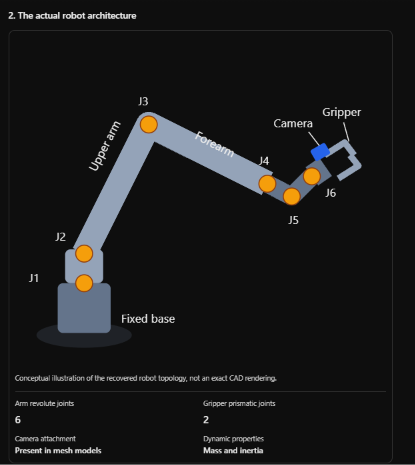 2. The actual robot architecture
J3
Camera
Gripper
Upper arm
Forearm
J4
J6
J5
J2
J1
Fixed base
Conceptual illustration of the recovered robot topology, not an exact CAD rendering.
Arm revolute joints
Gripper prismatic joints
6
2
Camera attachment
Dynamic properties
Present in mesh models
Mass and inertia